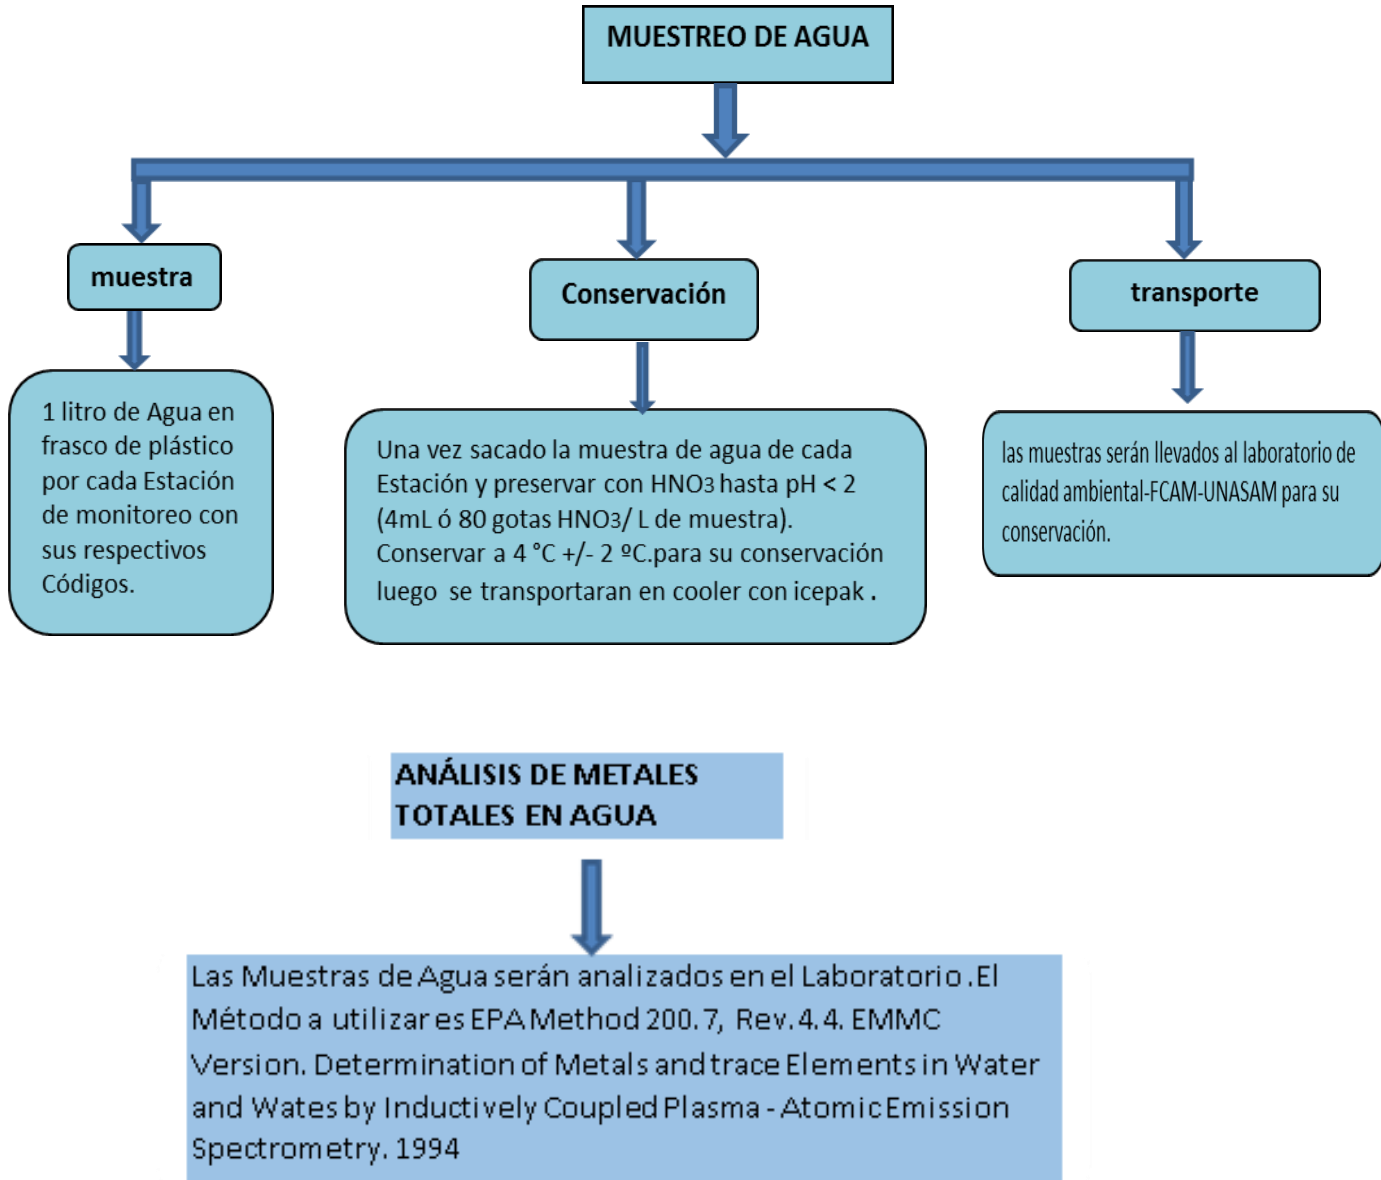 MUESTREO DE AGUA
muestra
Conservación
transporte
1 litro de Agua en
frasco de plástico
por cada Estación
de monitoreo con
sus respectivos
Códigos.
Una vez sacado la muestra de agua de cada
Estación y preservar con HNO3 hasta pH < 2
(4mL ó 80 gotas HNO3/ L de muestra).
Conservar a 4 °C +/- 2 ºC.para su conservación
luego se transportaran en cooler con icepak .
las muestras serán llevados al laboratorio de
calidad ambiental-FCAM-UNASAM para su
conservación.
ANÁLISIS DE METALES
TOTALES EN AGUA
Las Muestras de Agua serán analizados en el Laboratorio .El
Método a utilizar es EPA Method 200.7, Rev.4.4. EMMC
Version. Determination of Metals and trace Elements in Water
and Wates by Inductively Coupled Plasma - Atomic Emission
Spectrometry. 1994